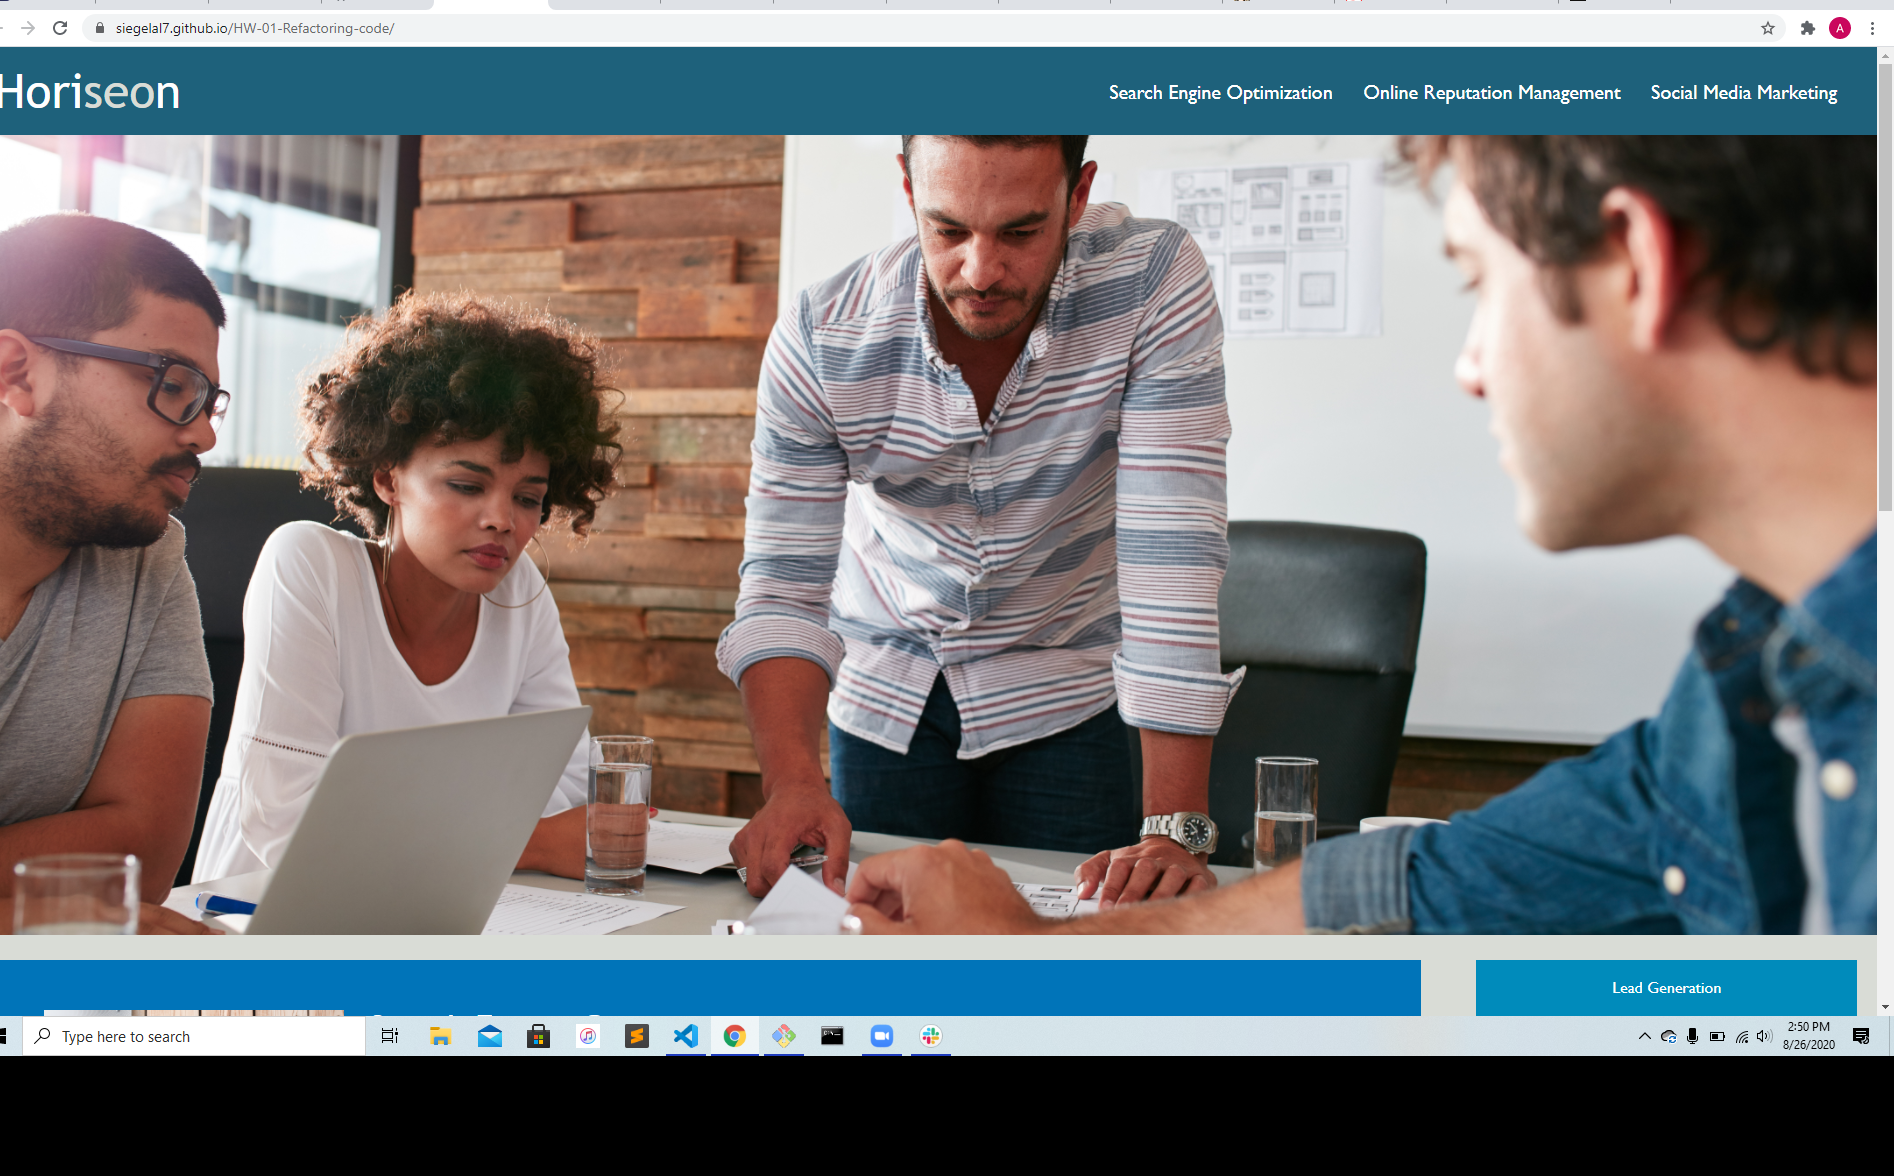 siegelal7.github.io/HW-01-Refactoring-code/
A
Horiseon
Search Engine Optimization Online Reputation Management Social Media Marketing
Lead Generation
Type here to search
2:50 PM
8/26/2020